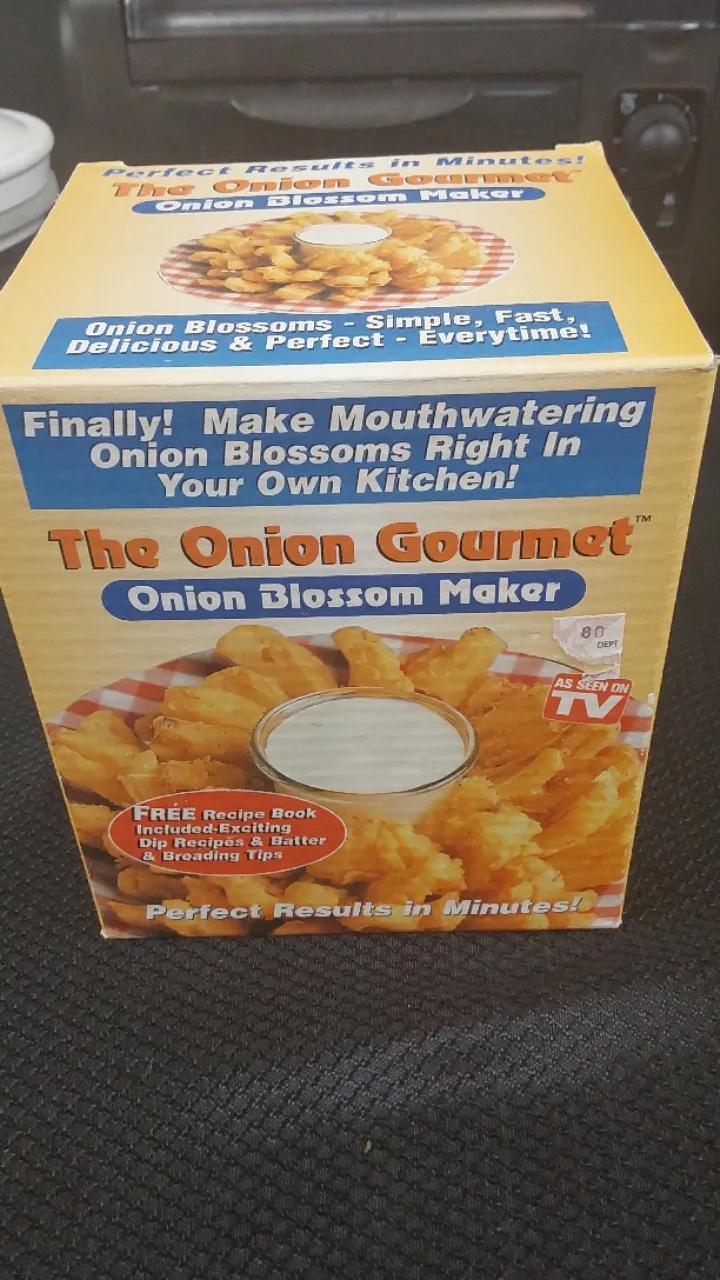 Perfect Results in Minutes!
The Onion Gourmet™
Onion Blossom Maker
Onion Blossoms - Simple, Fast,
Delicious & Perfect - Everytime!
Finally! Make Mouthwatering
Onion Blossoms Right In
Your Own Kitchen!
The Onion Gourmet™
Onion Blossom Maker
80
DEPT
AS SEEN ON
TV
FREE Recipe Book
Included-Exciting
Dip Recipes & Batter
& Breading Tips
Perfect Results in Minutes!